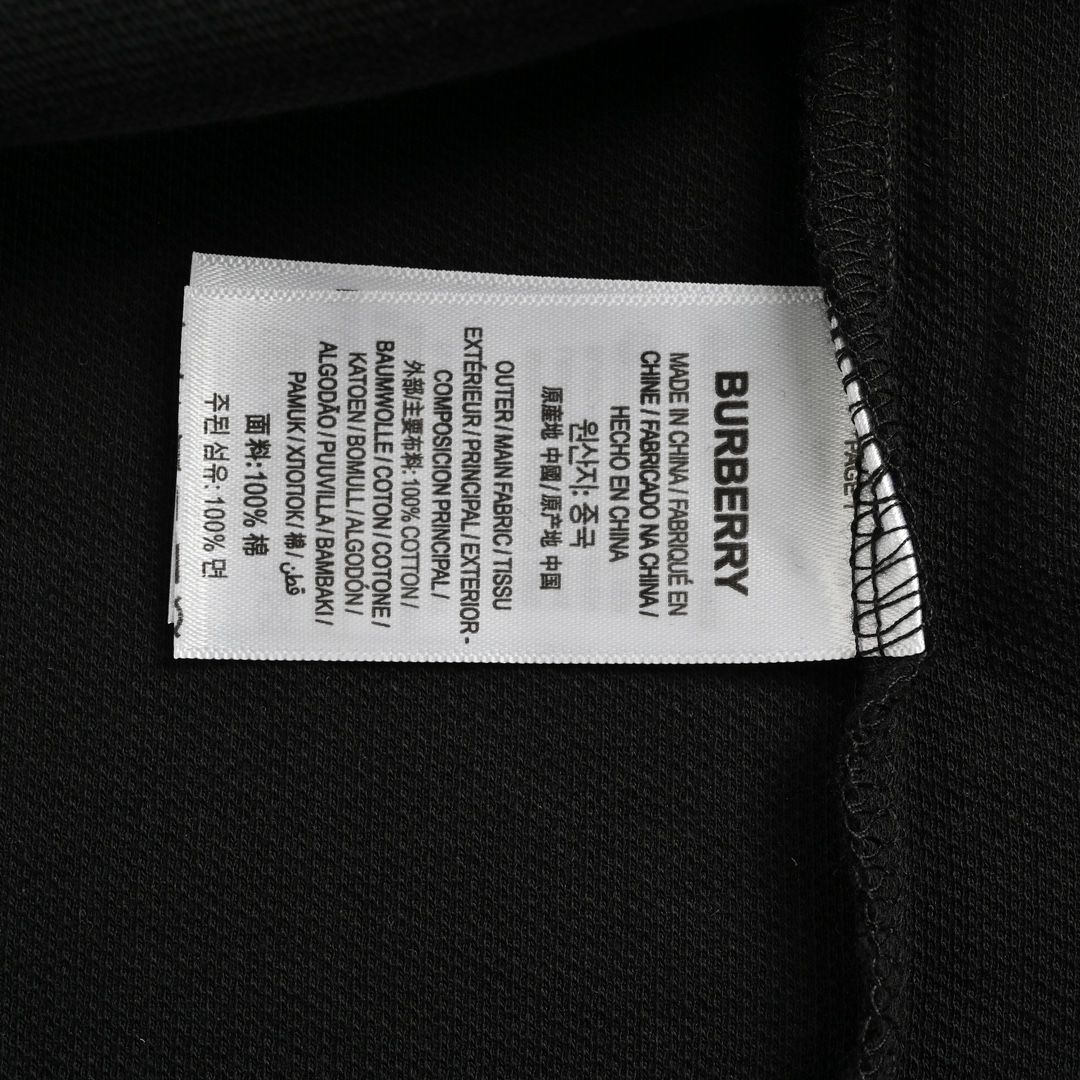 BURBERRY
MADE IN CHINA / FABRIQUÉ EN
CHINE / FABRICADO NA CHINA /
HECHO EN CHINA
원산지: 중국
原產地 中國 / 原产地 中国
OUTER / MAIN FABRIC / TISSU
EXTÉRIEUR / PRINCIPAL / EXTERIOR-
COMPOSICION PRINCIPAL /
外部/主要布料: 100% COTTON /
BAUMWOLLE / COTON / COTONE /
KATOEN / BOMULL / ALGODÓN /
ALGODÃO / PUUVILLA / BAMBAKI /
PAMUK / ХЛОПОК / 棉 / قطن
面料: 100% 棉
주된 섬유: 100% 면